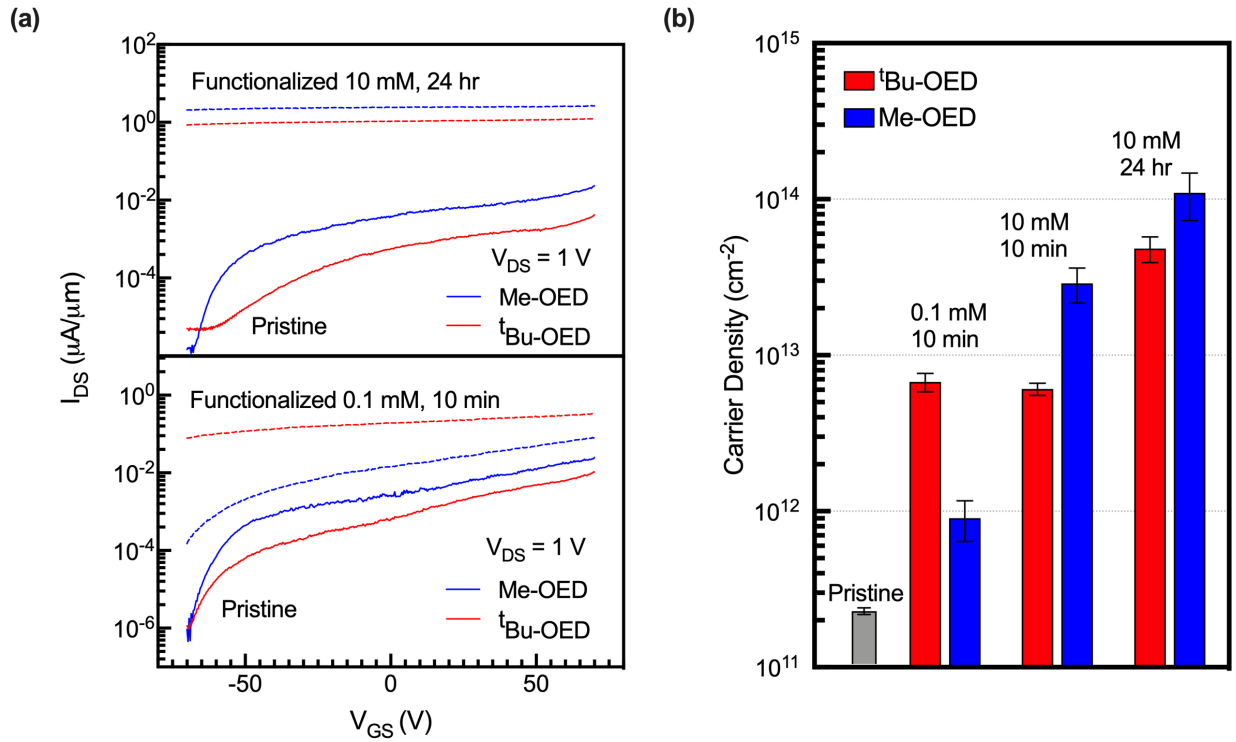 (a)
10²
Functionalized 10 mM, 24 hr
10⁰
10⁻²
V_DS = 1 V
10⁻⁴
Me-OED
Pristine
ᵗBu-OED
I_DS (μA/μm)
10⁰
Functionalized 0.1 mM, 10 min
10⁻²
10⁻⁴
V_DS = 1 V
Me-OED
Pristine
10⁻⁶
ᵗBu-OED
-50
0
50
V_GS (V)
(b)
10¹⁵
ᵗBu-OED
Me-OED
10 mM
24 hr
10¹⁴
10 mM
10 min
Carrier Density (cm⁻²)
0.1 mM
10 min
10¹³
10¹²
Pristine
10¹¹